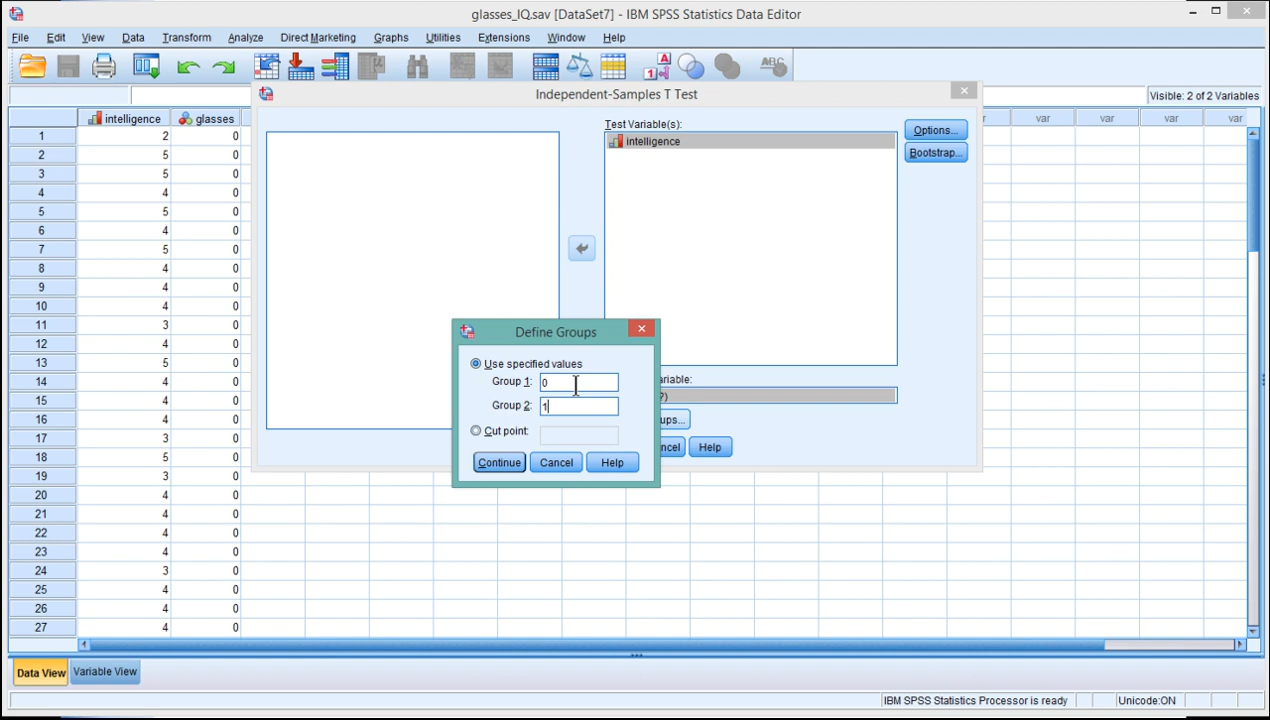 glasses_IQ.sav [DataSet7] - IBM SPSS Statistics Data Editor
File Edit View Data Transform Analyze Direct Marketing Graphs Utilities Extensions Window Help
Independent-Samples T Test
Visible: 2 of 2 Variables
intelligence glasses var var var var var
Test Variable(s):
intelligence
Options...
Bootstrap...
1 2 0
2 5 0
3 5 0
4 4 0
5 5 0
6 4 0
7 5 0
8 4 0
9 4 0
10 4 0
11 3 0
12 4 0
13 5 0
14 4 0
15 4 0
16 4 0
17 3 0
18 5 0
19 3 0
20 4 0
21 4 0
22 4 0
23 4 0
24 3 0
25 4 0
26 4 0
27 4 0
Define Groups
Use specified values
Group 1: 0
Group 2: 1
Cut point:
Continue Cancel Help
ariable:
?)
ups...
ncel Help
Data View Variable View
IBM SPSS Statistics Processor is ready Unicode:ON